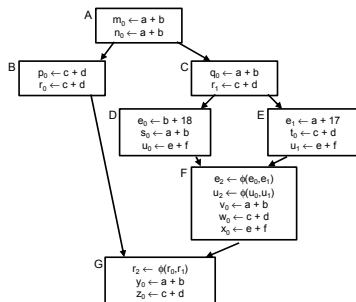 A
m₀ ← a + b
n₀ ← a + b
B
p₀ ← c + d
r₀ ← c + d
C
q₀ ← a + b
r₁ ← c + d
D
e₀ ← b + 18
s₀ ← a + b
u₀ ← e + f
E
e₁ ← a + 17
t₀ ← c + d
u₁ ← e + f
F
e₂ ← ϕ(e₀,e₁)
u₂ ← ϕ(u₀,u₁)
v₀ ← a + b
w₀ ← c + d
x₀ ← e + f
G
r₂ ← ϕ(r₀,r₁)
y₀ ← a + b
z₀ ← c + d